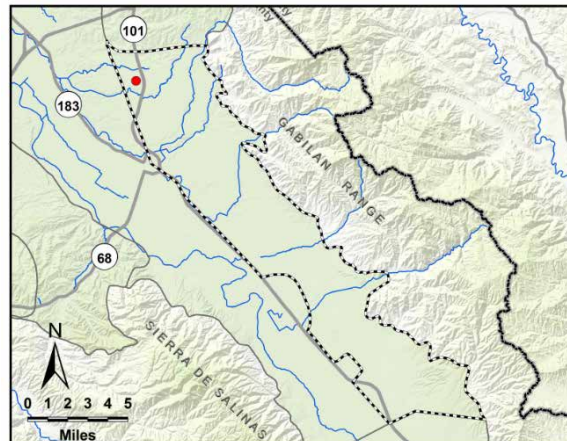 101
183
68
GABILAN RANGE
SIERRA DE SALINAS
N
0 1 2 3 4 5
Miles